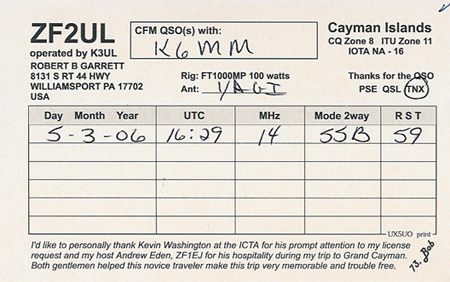 ZF2UL
operated by K3UL
ROBERT B GARRETT
8131 S RT 44 HWY
WILLIAMSPORT PA 17702
USA
CFM QSO(s) with:
K6MM
Rig: FT1000MP 100 watts
Ant: YAGI
Cayman Islands
CQ Zone 8 ITU Zone 11
IOTA NA - 16
Thanks for the QSO
PSE QSL TNX
Day Month Year UTC MHz Mode 2way R S T
5-3-06 16:29 14 SSB 59
UX5UO print
I'd like to personally thank Kevin Washington at the ICTA for his prompt attention to my license
request and my host Andrew Eden, ZF1EJ for his hospitality during my trip to Grand Cayman.
Both gentlemen helped this novice traveler make this trip very memorable and trouble free.
73, Bob